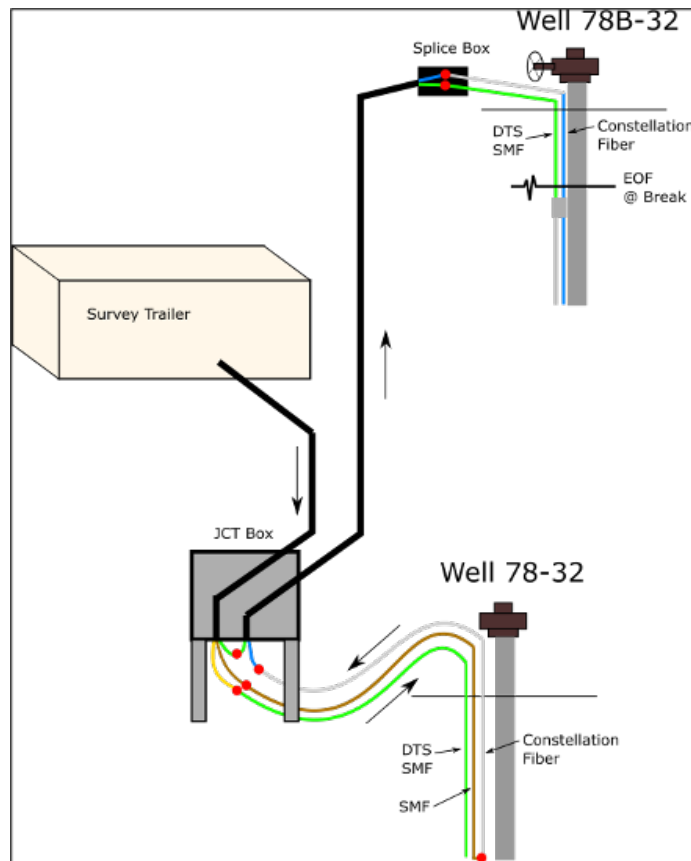 Well 78B-32
Splice Box
DTS
SMF
Constellation
Fiber
EOF
@ Break
Survey Trailer
JCT Box
Well 78-32
DTS
SMF
Constellation
Fiber
SMF